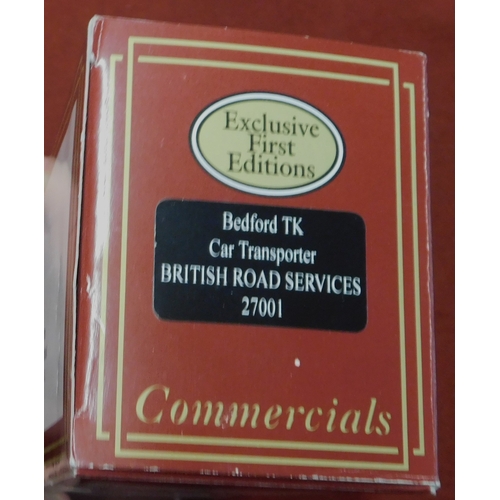 Exclusive
First
Editions
Bedford TK
Car Transporter
BRITISH ROAD SERVICES
27001
Commercials